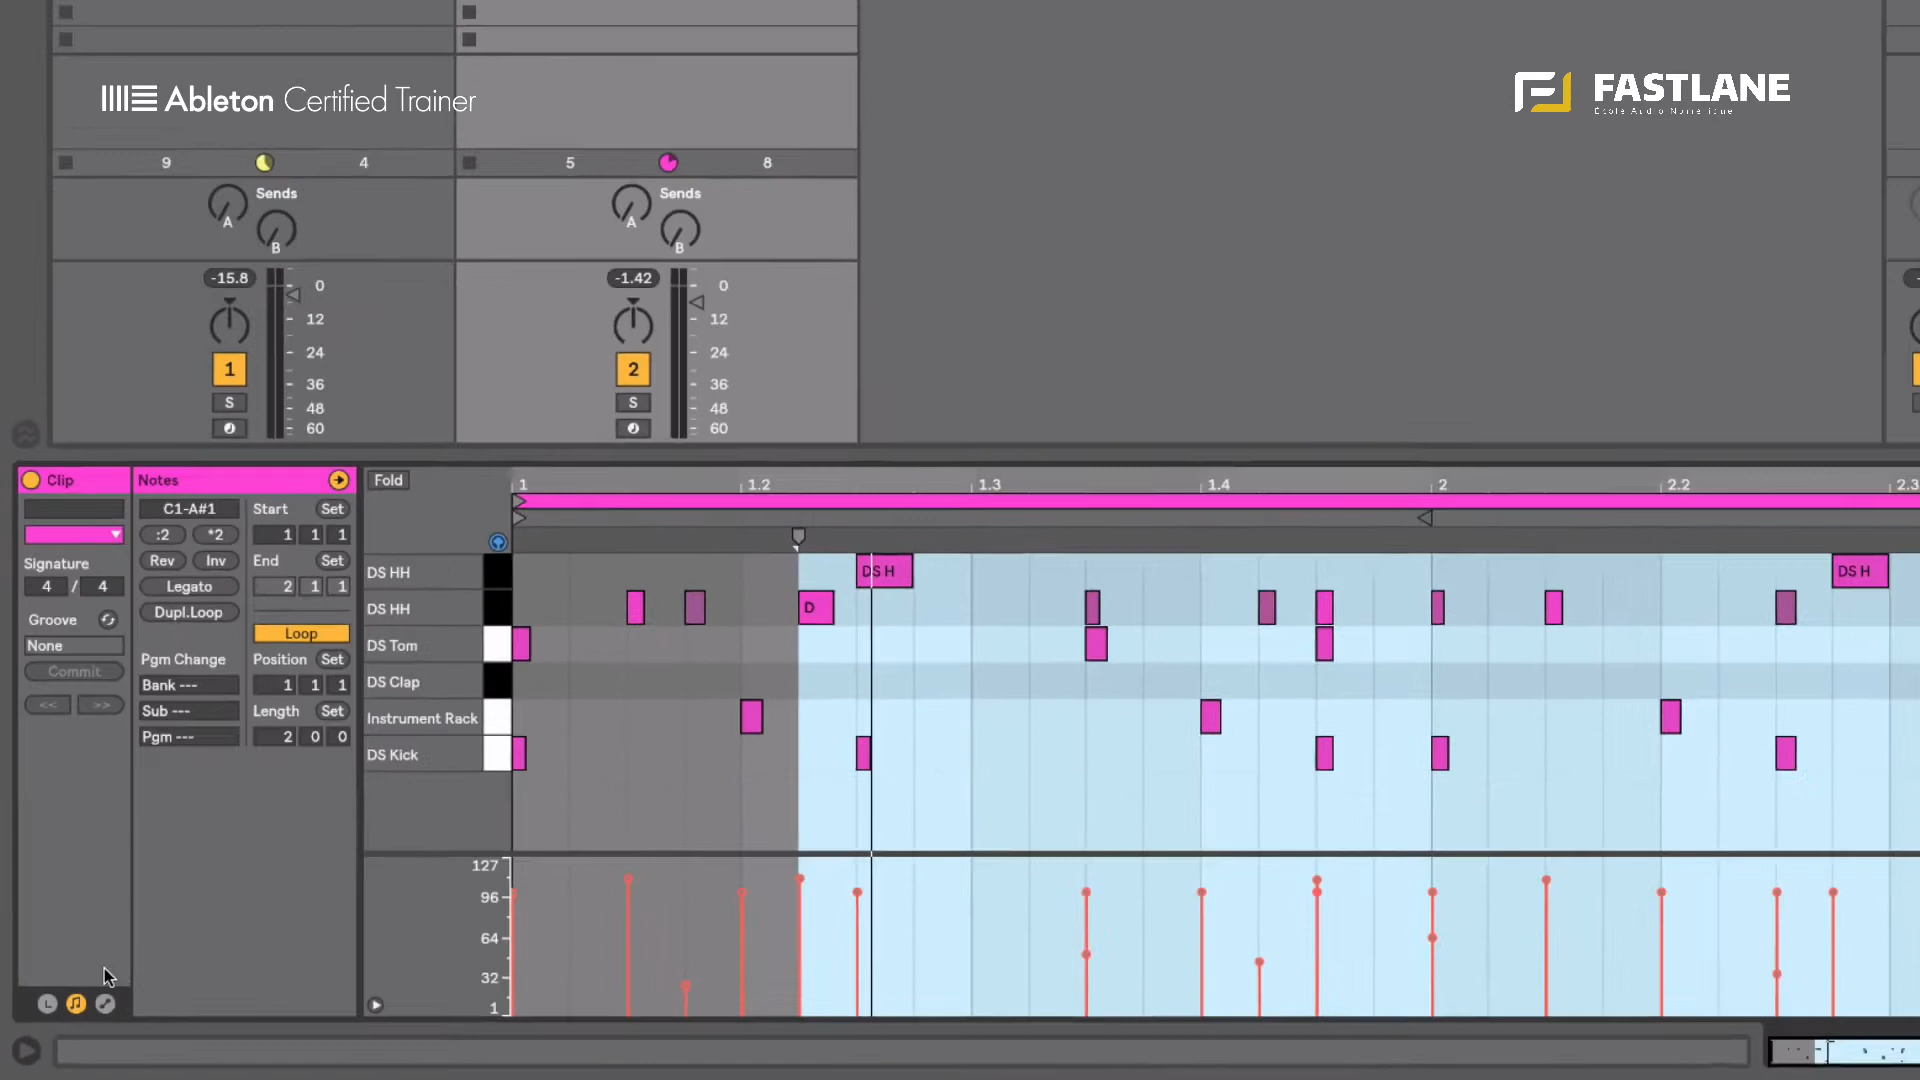 Ableton Certified Trainer
FASTLANE
École Audio Numérique
9 4 5 8
Sends Sends
A A
B B
-15.8 0 -1.42 0
12 12
24 24
1 36 2 36
S 48 S 48
60 60
Clip Notes Fold 1 1.2 1.3 1.4 2 2.2 2.3
C1-A#1 Start Set
:2 *2 1 1 1
Signature Rev Inv End Set
4 / 4 Legato 2 1 1
Groove Dupl.Loop
None Loop
Commit Pgm Change Position Set
Bank --- 1 1 1
<< >> Sub --- Length Set
Pgm --- 2 0 0
DS HH DS H DS H
DS HH D
DS Tom
DS Clap
Instrument Rack
DS Kick
127
96
64
32
1
L